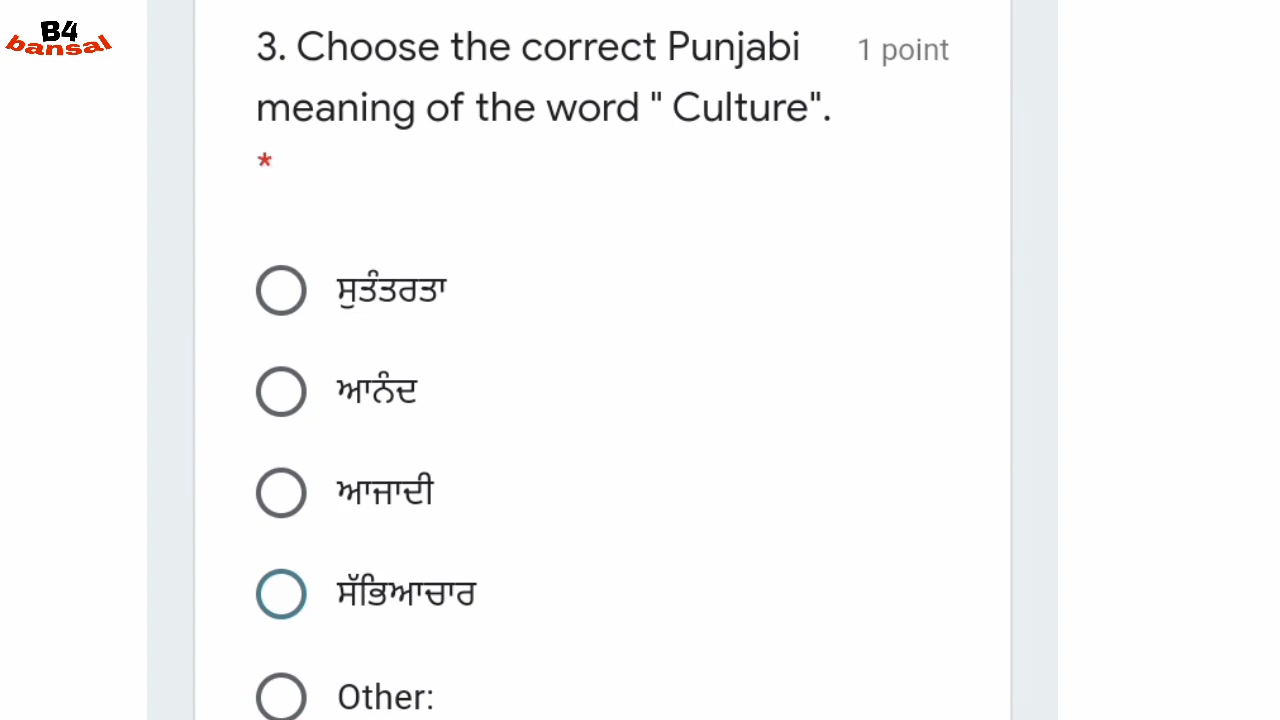 B4
bansal
3. Choose the correct Punjabi
1 point
meaning of the word " Culture".
*
ਸੁਤੰਤਰਤਾ
ਆਨੰਦ
ਆਜਾਦੀ
ਸੱਭਿਆਚਾਰ
Other: